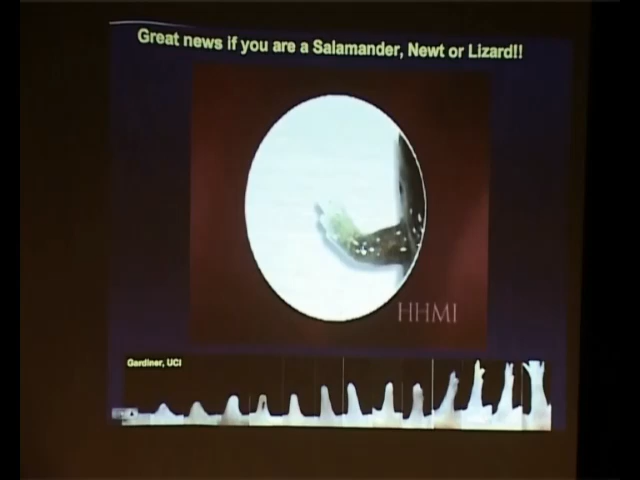 Great news if you are a Salamander, Newt or Lizard!!
HHMI
Gardiner, UCI